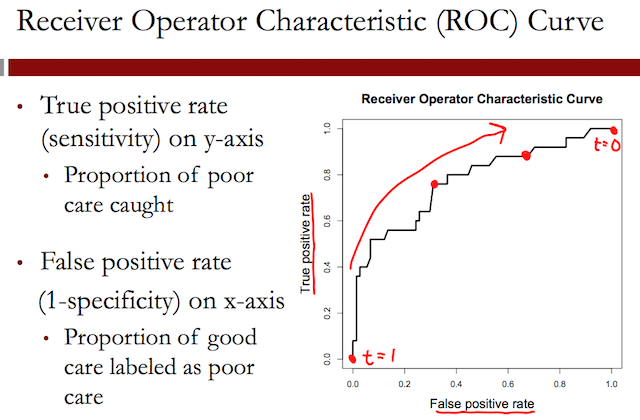 Receiver Operator Characteristic (ROC) Curve
• True positive rate
(sensitivity) on y-axis
• Proportion of poor
care caught
• False positive rate
(1-specificity) on x-axis
• Proportion of good
care labeled as poor
care
Receiver Operator Characteristic Curve
True positive rate
1.0
0.8
0.6
0.4
0.2
0.0
t=0
t=1
0.0 0.2 0.4 0.6 0.8 1.0
False positive rate